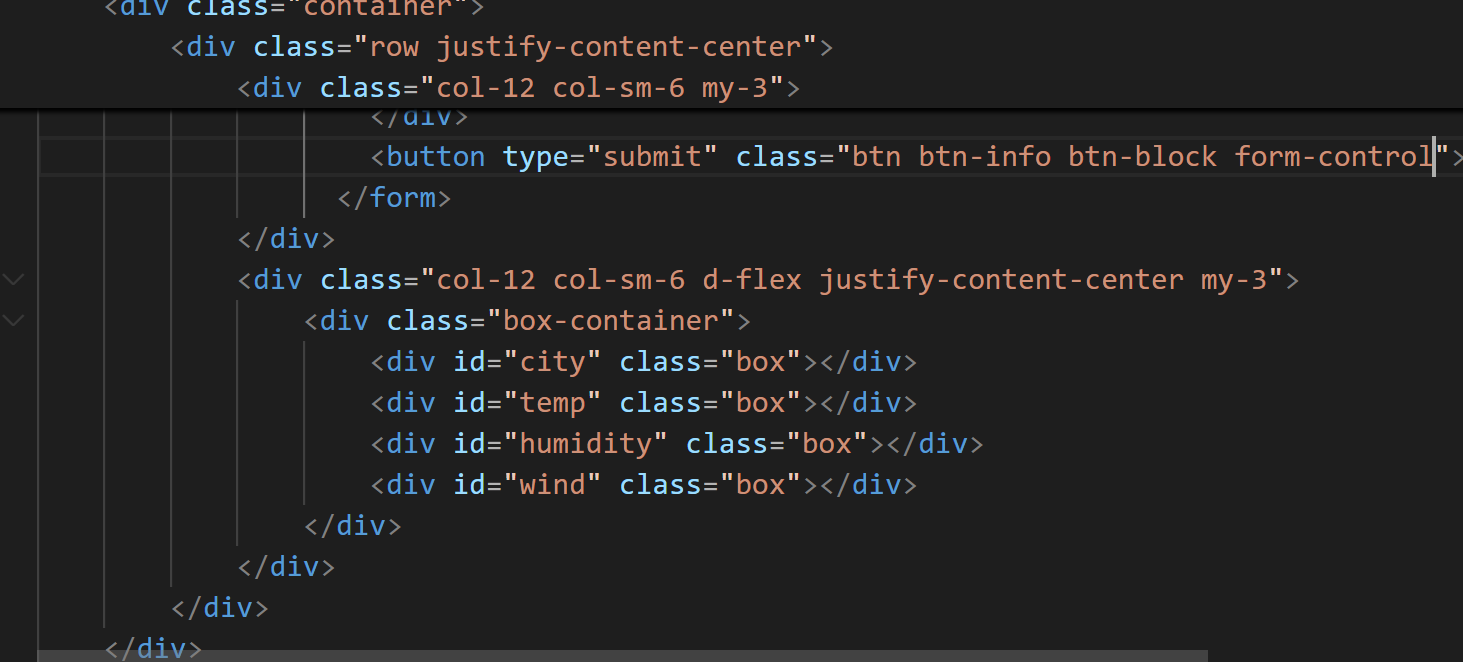 <div class="container">
<div class="row justify-content-center">
<div class="col-12 col-sm-6 my-3">
</div>
<button type="submit" class="btn btn-info btn-block form-control">
</form>
</div>
<div class="col-12 col-sm-6 d-flex justify-content-center my-3">
<div class="box-container">
<div id="city" class="box"></div>
<div id="temp" class="box"></div>
<div id="humidity" class="box"></div>
<div id="wind" class="box"></div>
</div>
</div>
</div>
</div>